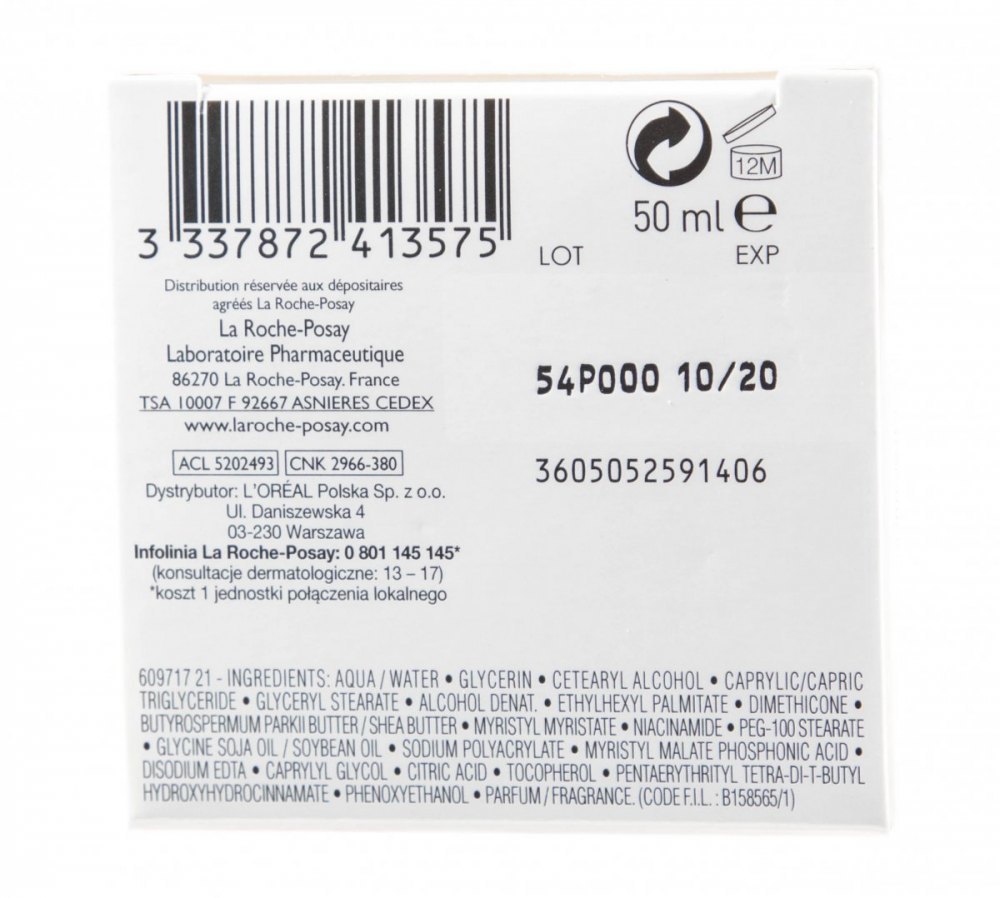 3 337872 413575
12M
50 ml e
LOT EXP
Distribution réservée aux dépositaires
agréés La Roche-Posay
La Roche-Posay
Laboratoire Pharmaceutique
86270 La Roche-Posay. France
TSA 10007 F 92667 ASNIERES CEDEX
www.laroche-posay.com
54P000 10/20
ACL 5202493 CNK 2966-380
3605052591406
Dystrybutor: L'ORÉAL Polska Sp. z o.o.
Ul. Daniszewska 4
03-230 Warszawa
Infolinia La Roche-Posay: 0 801 145 145*
(konsultacje dermatologiczne: 13 – 17)
*koszt 1 jednostki połączenia lokalnego
609717 21 - INGREDIENTS: AQUA / WATER • GLYCERIN • CETEARYL ALCOHOL • CAPRYLIC/CAPRIC
TRIGLYCERIDE • GLYCERYL STEARATE • ALCOHOL DENAT. • ETHYLHEXYL PALMITATE • DIMETHICONE •
BUTYROSPERMUM PARKII BUTTER / SHEA BUTTER • MYRISTYL MYRISTATE • NIACINAMIDE • PEG-100 STEARATE
• GLYCINE SOJA OIL / SOYBEAN OIL • SODIUM POLYACRYLATE • MYRISTYL MALATE PHOSPHONIC ACID •
DISODIUM EDTA • CAPRYLYL GLYCOL • CITRIC ACID • TOCOPHEROL • PENTAERYTHRITYL TETRA-DI-T-BUTYL
HYDROXYHYDROCINNAMATE • PHENOXYETHANOL • PARFUM / FRAGRANCE. (CODE F.I.L. : B158565/1)